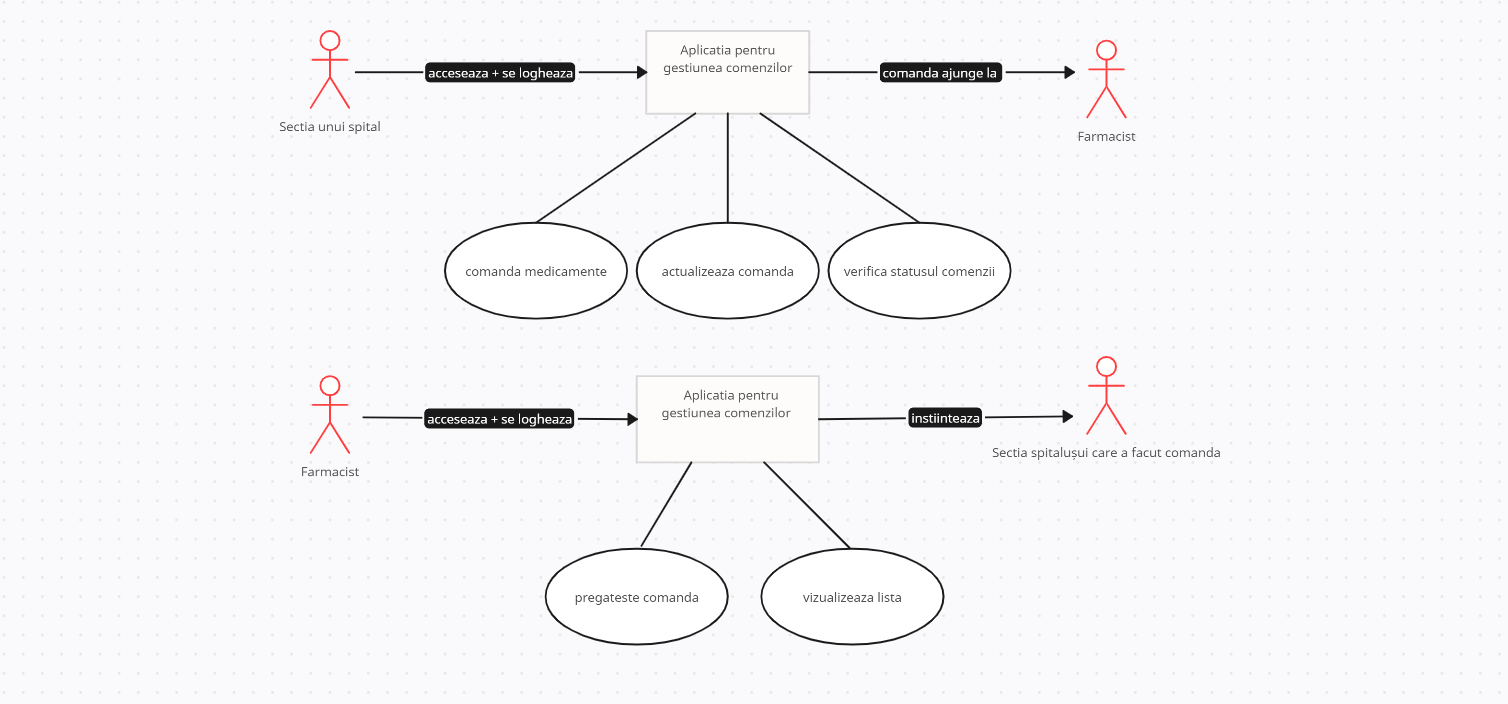 Aplicatia pentru
gestiunea comenzilor
acceseaza + se logheaza
comanda ajunge la
Sectia unui spital
Farmacist
comanda medicamente
actualizeaza comanda
verifica statusul comenzii
Aplicatia pentru
gestiunea comenzilor
acceseaza + se logheaza
instiinteaza
Farmacist
Sectia spitalușui care a facut comanda
pregateste comanda
vizualizeaza lista